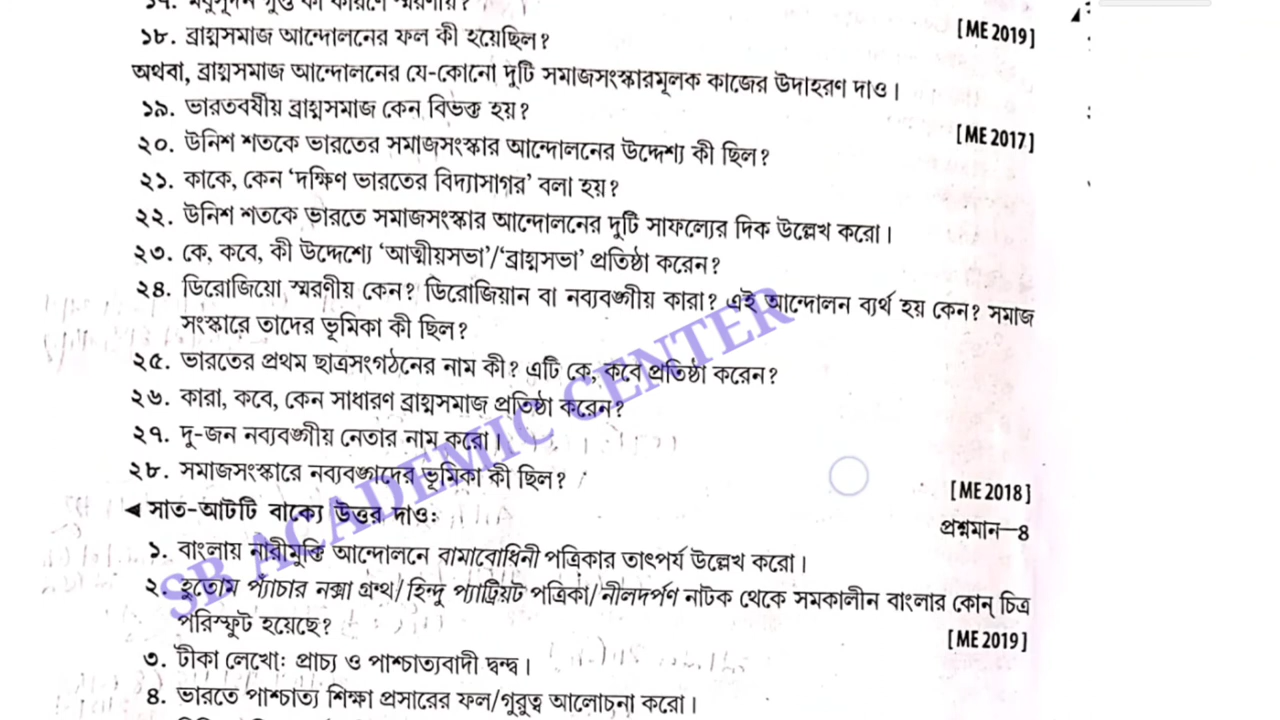 ১৭. মধুসূদন গুপ্ত কী কারণে স্মরণীয়?
১৮. ব্রাহ্মসমাজ আন্দোলনের ফল কী হয়েছিল? [ME 2019]
অথবা, ব্রাহ্মসমাজ আন্দোলনের যে-কোনো দুটি সমাজসংস্কারমূলক কাজের উদাহরণ দাও।
১৯. ভারতবর্ষীয় ব্রাহ্মসমাজ কেন বিভক্ত হয়?
২০. উনিশ শতকে ভারতের সমাজসংস্কার আন্দোলনের উদ্দেশ্য কী ছিল? [ME 2017]
২১. কাকে, কেন 'দক্ষিণ ভারতের বিদ্যাসাগর' বলা হয়?
২২. উনিশ শতকে ভারতে সমাজসংস্কার আন্দোলনের দুটি সাফল্যের দিক উল্লেখ করো।
২৩. কে, কবে, কী উদ্দেশ্যে 'আত্মীয়সভা'/'ব্রাহ্মসভা' প্রতিষ্ঠা করেন?
২৪. ডিরোজিয়ো স্মরণীয় কেন? ডিরোজিয়ান বা নব্যবঙ্গীয় কারা? এই আন্দোলন ব্যর্থ হয় কেন? সমাজ
সংস্কারে তাদের ভূমিকা কী ছিল?
২৫. ভারতের প্রথম ছাত্রসংগঠনের নাম কী? এটি কে, কবে প্রতিষ্ঠা করেন?
২৬. কারা, কবে, কেন সাধারণ ব্রাহ্মসমাজ প্রতিষ্ঠা করেন?
২৭. দু-জন নব্যবঙ্গীয় নেতার নাম করো।
২৮. সমাজসংস্কারে নব্যবঙ্গদের ভূমিকা কী ছিল? [ME 2018]
◄ সাত-আটটি বাক্যে উত্তর দাও: প্রশ্নমান—৪
১. বাংলায় নারীমুক্তি আন্দোলনে বামাবোধিনী পত্রিকার তাৎপর্য উল্লেখ করো।
২. হুতোম প্যাঁচার নক্সা গ্রন্থ/হিন্দু প্যাট্রিয়ট পত্রিকা/নীলদর্পণ নাটক থেকে সমকালীন বাংলার কোন্ চিত্র
পরিস্ফুট হয়েছে? [ME 2019]
৩. টীকা লেখো: প্রাচ্য ও পাশ্চাত্যবাদী দ্বন্দ্ব।
৪. ভারতে পাশ্চাত্য শিক্ষা প্রসারের ফল/গুরুত্ব আলোচনা করো।
SB ACADEMIC CENTER